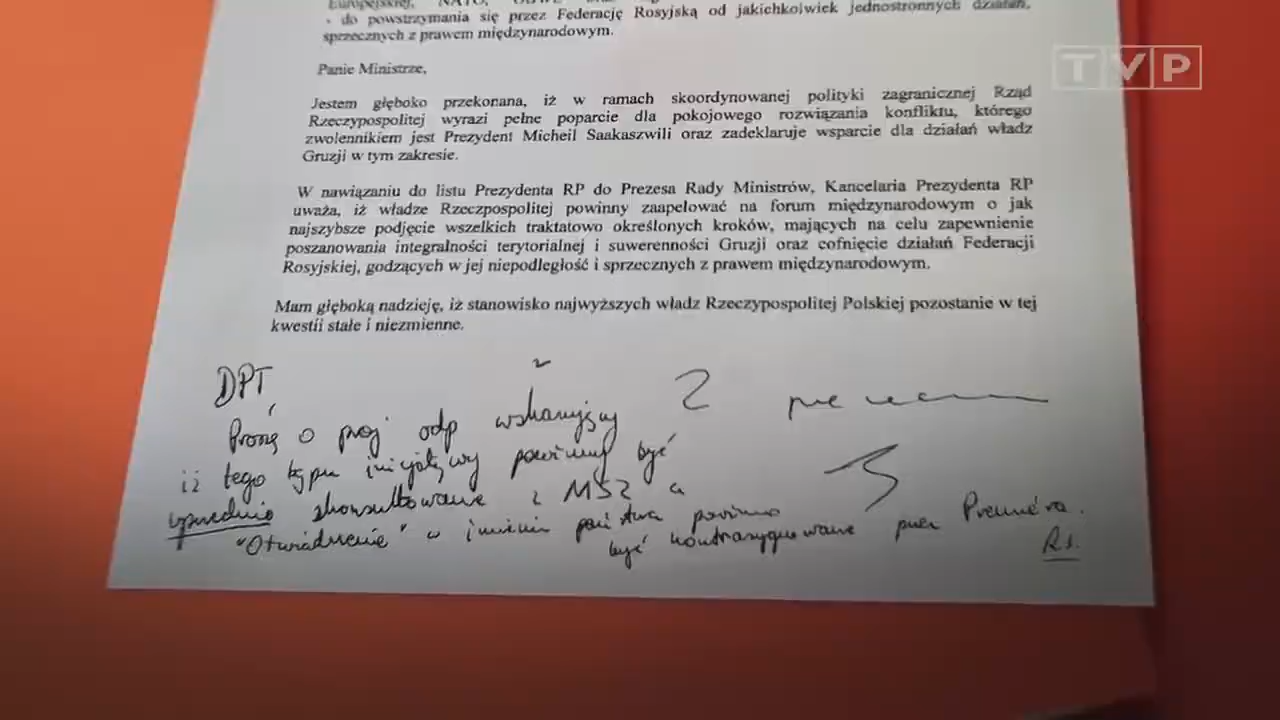 TVP
Europejskiej, NATO, OBWE
- do powstrzymania się przez Federację Rosyjską od jakichkolwiek jednostronnych działań,
sprzecznych z prawem międzynarodowym.
Panie Ministrze,
Jestem głęboko przekonana, iż w ramach skoordynowanej polityki zagranicznej Rząd
Rzeczypospolitej wyrazi pełne poparcie dla pokojowego rozwiązania konfliktu, którego
zwolennikiem jest Prezydent Micheil Saakaszwili oraz zadeklaruje wsparcie dla działań władz
Gruzji w tym zakresie.
W nawiązaniu do listu Prezydenta RP do Prezesa Rady Ministrów, Kancelaria Prezydenta RP
uważa, iż władze Rzeczpospolitej powinny zaapelować na forum międzynarodowym o jak
najszybsze podjęcie wszelkich traktatowo określonych kroków, mających na celu zapewnienie
poszanowania integralności terytorialnej i suwerenności Gruzji oraz cofnięcie działań Federacji
Rosyjskiej, godzących w jej niepodległość i sprzecznych z prawem międzynarodowym.
Mam głęboką nadzieję, iż stanowisko najwyższych władz Rzeczypospolitej Polskiej pozostanie w tej
kwestii stałe i niezmienne.
DPT
Proszę o proj odp wskazujący
iż tego typu inicjatywy powinny być
uprzednio skonsultowane z MSZ a
"Oświadczenie" w imieniu państwa powinno
być kontrasygnowane przez Premiera.
RS.